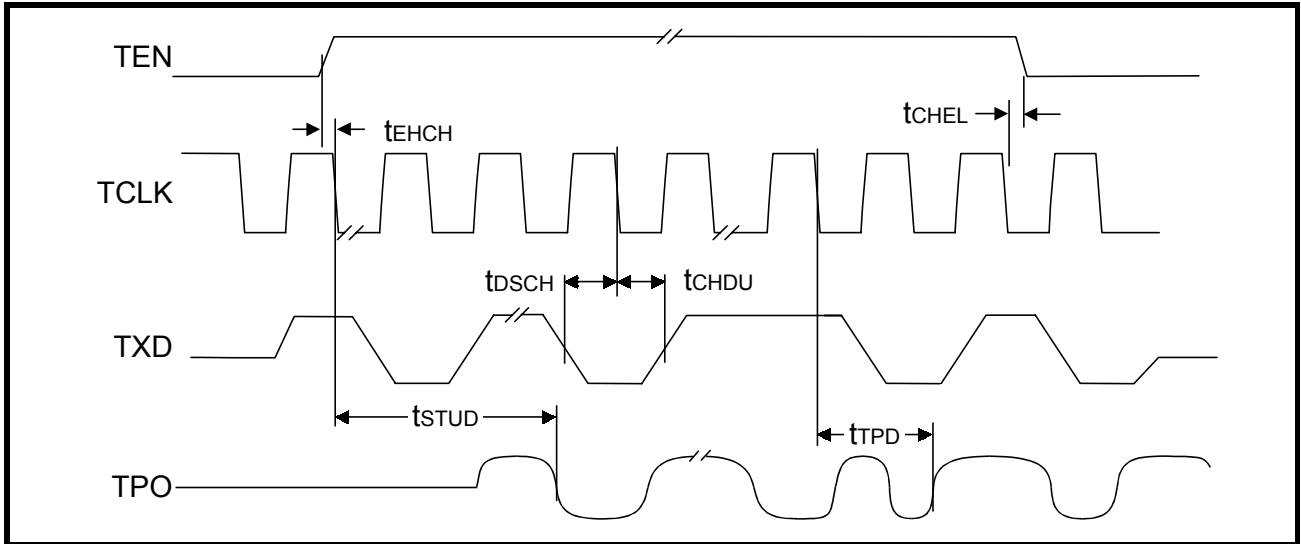 TEN
tCHEL
tEHCH
TCLK
tDSCH
tCHDU
TXD
tSTUD
tTPD
TPO